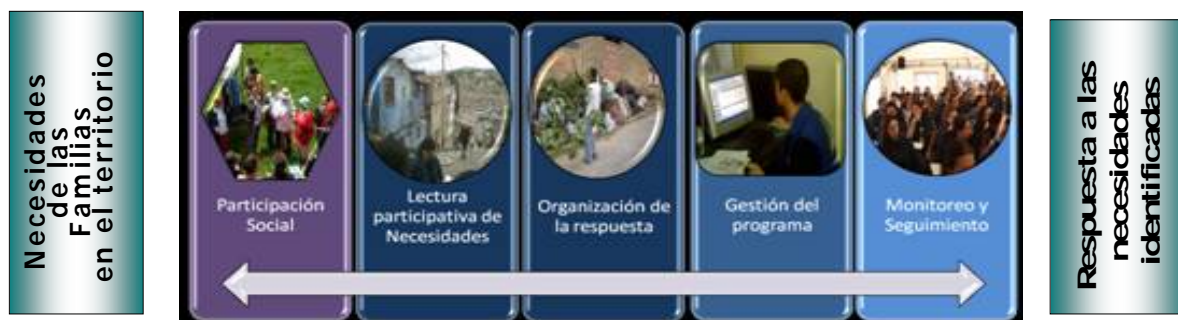 Necesidades
de las
Familias
en el territorio
Participación
Social
Lectura
participativa de
Necesidades
Organización de
la respuesta
Gestión del
programa
Monitoreo y
Seguimiento
Respuesta a las
necesidades
identificadas